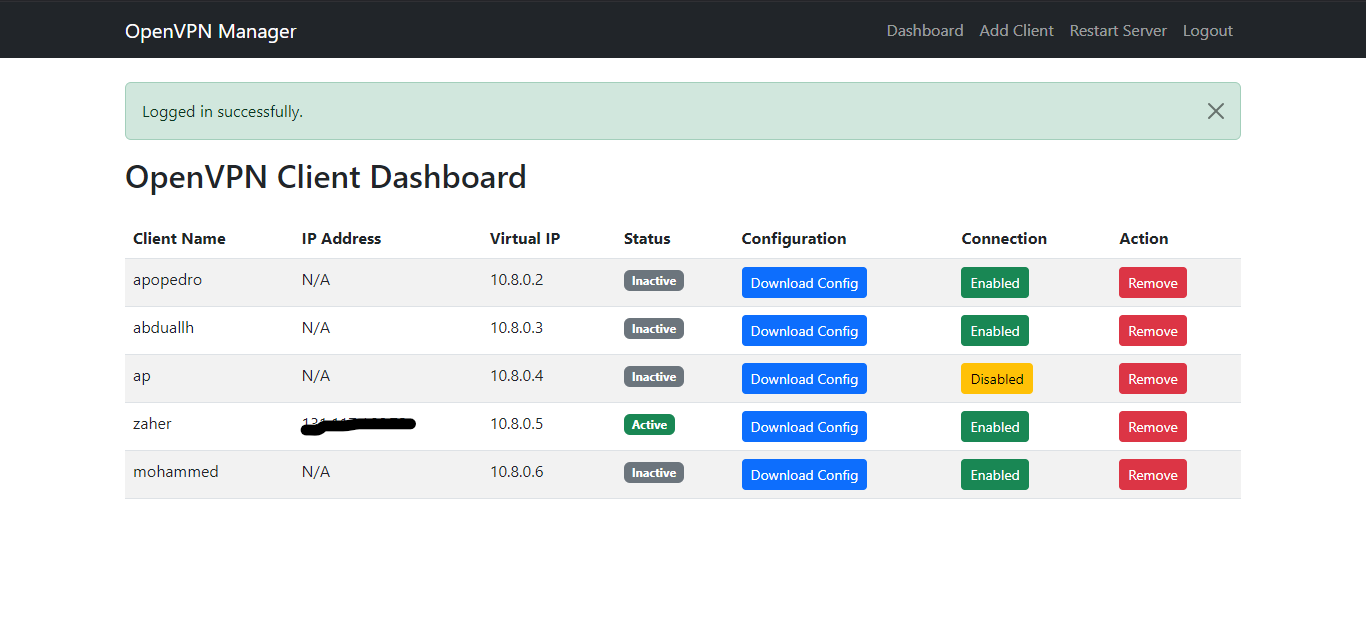 OpenVPN Manager Dashboard Add Client Restart Server Logout
Logged in successfully.
OpenVPN Client Dashboard
Client Name IP Address Virtual IP Status Configuration Connection Action
apopedro N/A 10.8.0.2 Inactive Download Config Enabled Remove
abduallh N/A 10.8.0.3 Inactive Download Config Enabled Remove
ap N/A 10.8.0.4 Inactive Download Config Disabled Remove
zaher 10.8.0.5 Active Download Config Enabled Remove
mohammed N/A 10.8.0.6 Inactive Download Config Enabled Remove